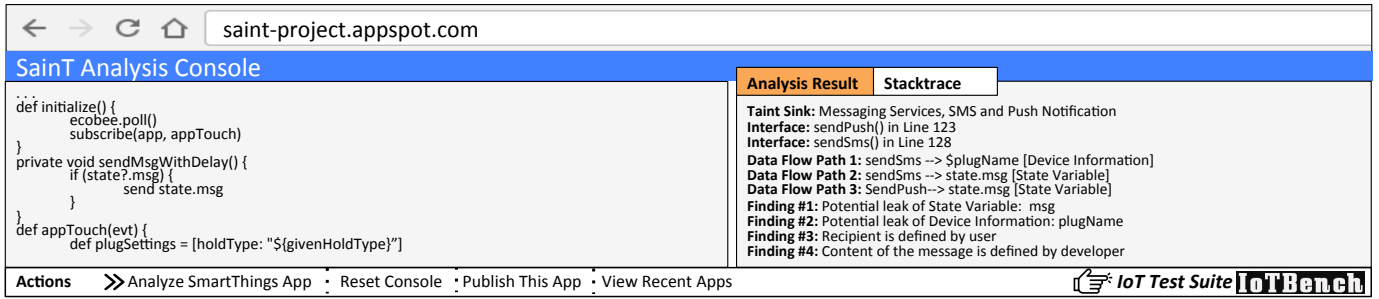 saint-project.appspot.com
SainT Analysis Console
. . .
def initialize() {
ecobee.poll()
subscribe(app, appTouch)
}
private void sendMsgWithDelay() {
if (state?.msg) {
send state.msg
}
}
def appTouch(evt) {
def plugSettings = [holdType: "${givenHoldType}”]
Analysis Result Stacktrace
Taint Sink: Messaging Services, SMS and Push Notification
Interface: sendPush() in Line 123
Interface: sendSms() in Line 128
Data Flow Path 1: sendSms --> $plugName [Device Information]
Data Flow Path 2: sendSms --> state.msg [State Variable]
Data Flow Path 3: SendPush--> state.msg [State Variable]
Finding #1: Potential leak of State Variable: msg
Finding #2: Potential leak of Device Information: plugName
Finding #3: Recipient is defined by user
Finding #4: Content of the message is defined by developer
Actions Analyze SmartThings App Reset Console Publish This App View Recent Apps IoT Test Suite IoTBench